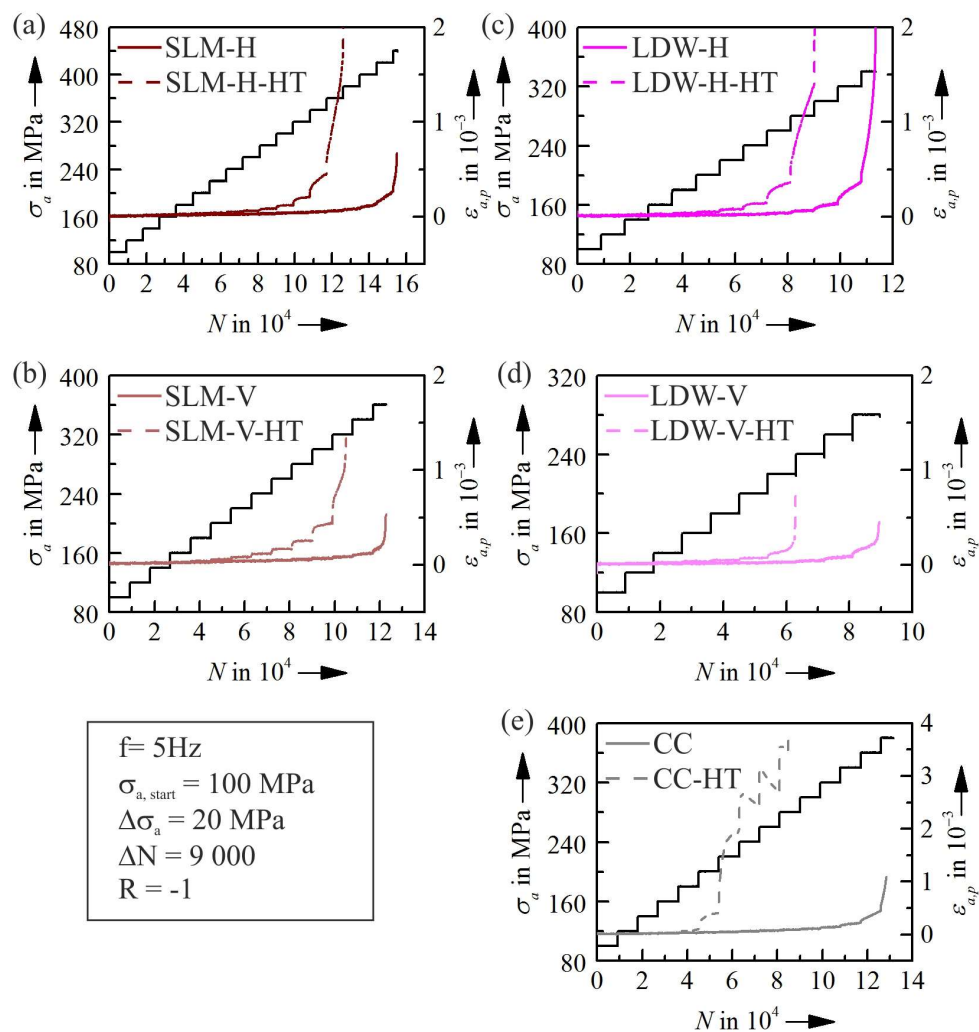 (a)
σa in MPa
480
400
320
240
160
80
SLM-H
SLM-H-HT
2
1
0
εa,p in 10⁻³
0 2 4 6 8 10 12 14 16
N in 10⁴
(c)
σa in MPa
400
320
240
160
80
LDW-H
LDW-H-HT
2
1
0
εa,p in 10⁻³
0 2 4 6 8 10 12
N in 10⁴
(b)
σa in MPa
400
320
240
160
80
SLM-V
SLM-V-HT
2
1
0
εa,p in 10⁻³
0 2 4 6 8 10 12 14
N in 10⁴
(d)
σa in MPa
320
240
160
80
LDW-V
LDW-V-HT
2
1
0
εa,p in 10⁻³
0 2 4 6 8 10
N in 10⁴
f= 5Hz
σa, start = 100 MPa
Δσa = 20 MPa
ΔN = 9 000
R = -1
(e)
σa in MPa
400
320
240
160
80
CC
CC-HT
4
3
2
1
0
εa,p in 10⁻³
0 2 4 6 8 10 12 14
N in 10⁴